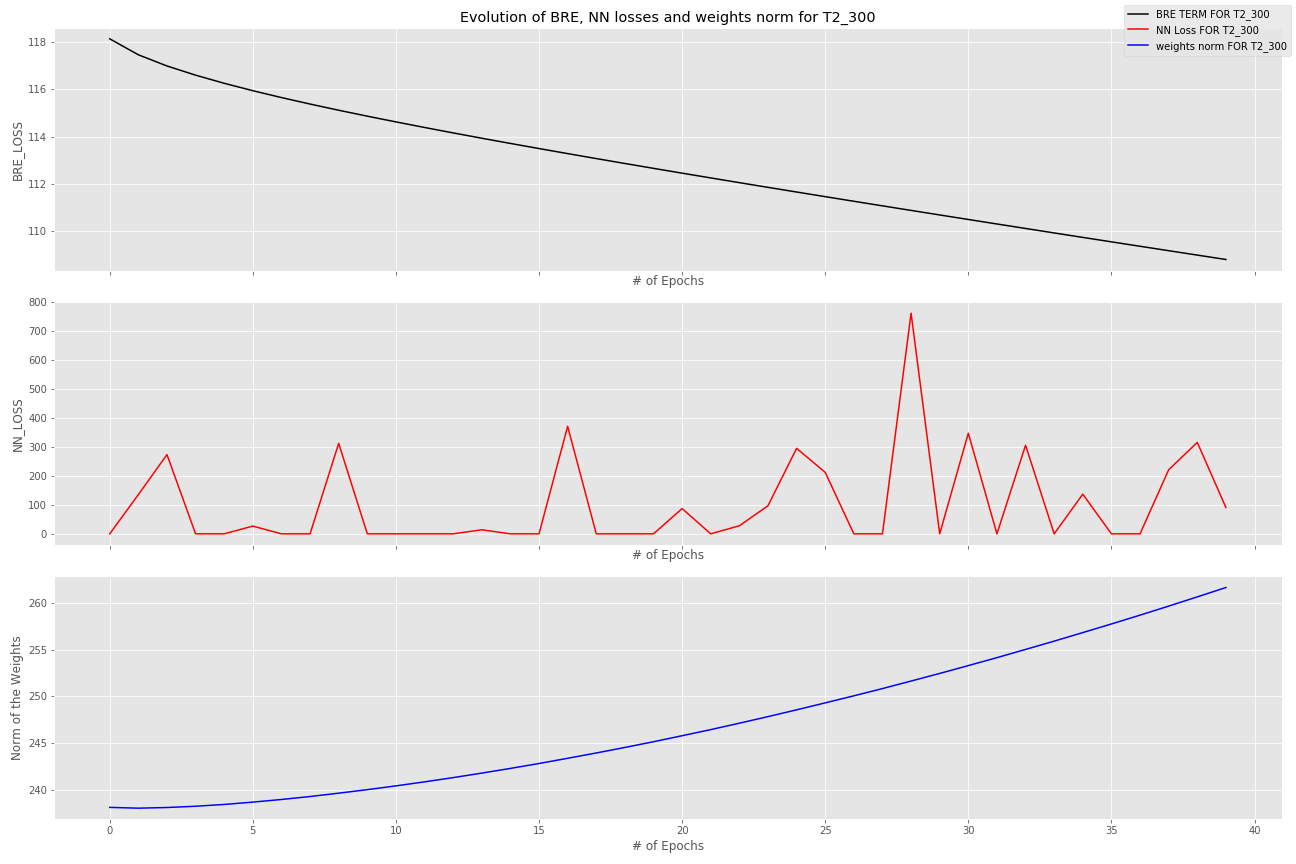 Evolution of BRE, NN losses and weights norm for T2_300
BRE TERM FOR T2_300
NN Loss FOR T2_300
weights norm FOR T2_300
118
116
114
112
110
BRE_LOSS
# of Epochs
800
700
600
500
400
300
200
100
0
NN_LOSS
# of Epochs
260
255
250
245
240
Norm of the Weights
0 5 10 15 20 25 30 35 40
# of Epochs